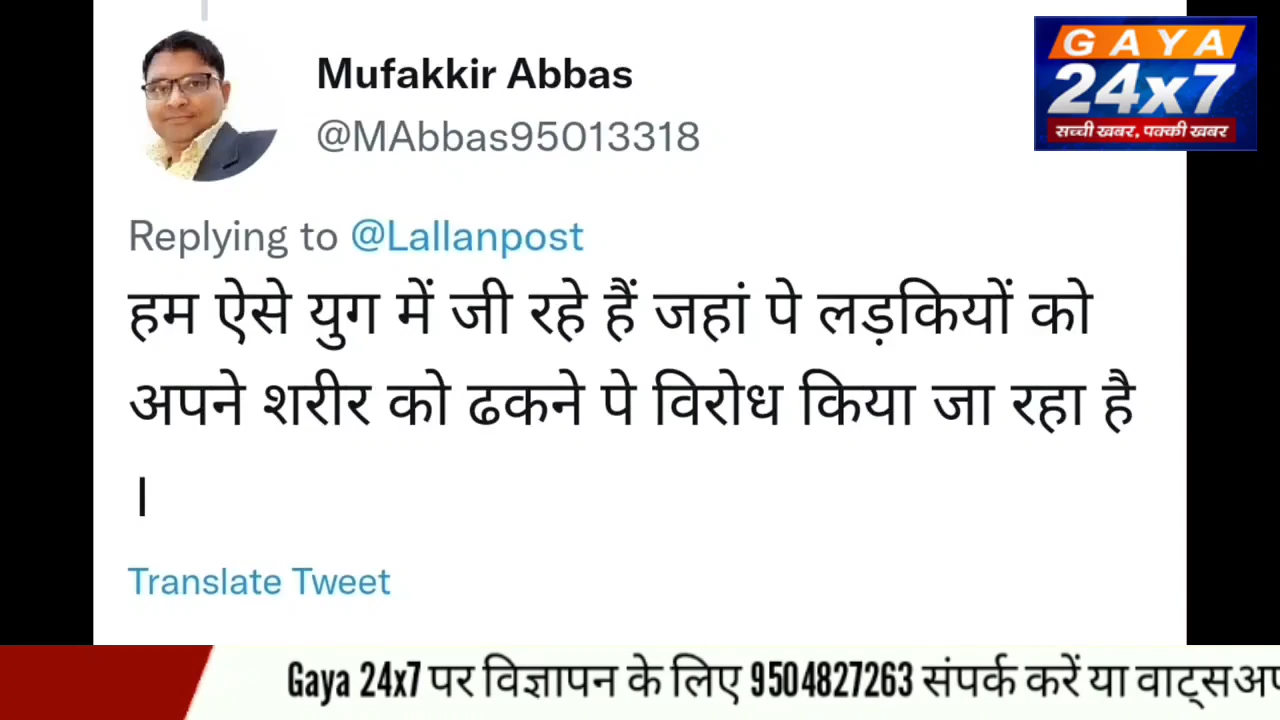 Mufakkir Abbas
@MAbbas95013318
GAYA
24x7
सच्ची खबर, पक्की खबर
Replying to @Lallanpost
हम ऐसे युग में जी रहे हैं जहां पे लड़कियों को
अपने शरीर को ढकने पे विरोध किया जा रहा है
।
Translate Tweet
Gaya 24x7 पर विज्ञापन के लिए 9504827263 संपर्क करें या